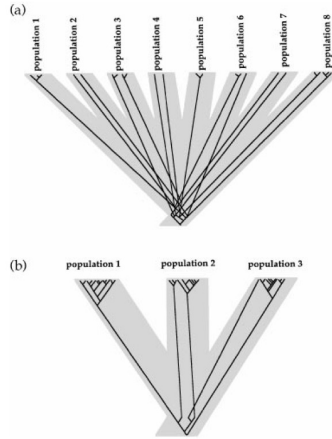 (a)
population 1
population 2
population 3
population 4
population 5
population 6
population 7
population 8
(b)
population 1
population 2
population 3